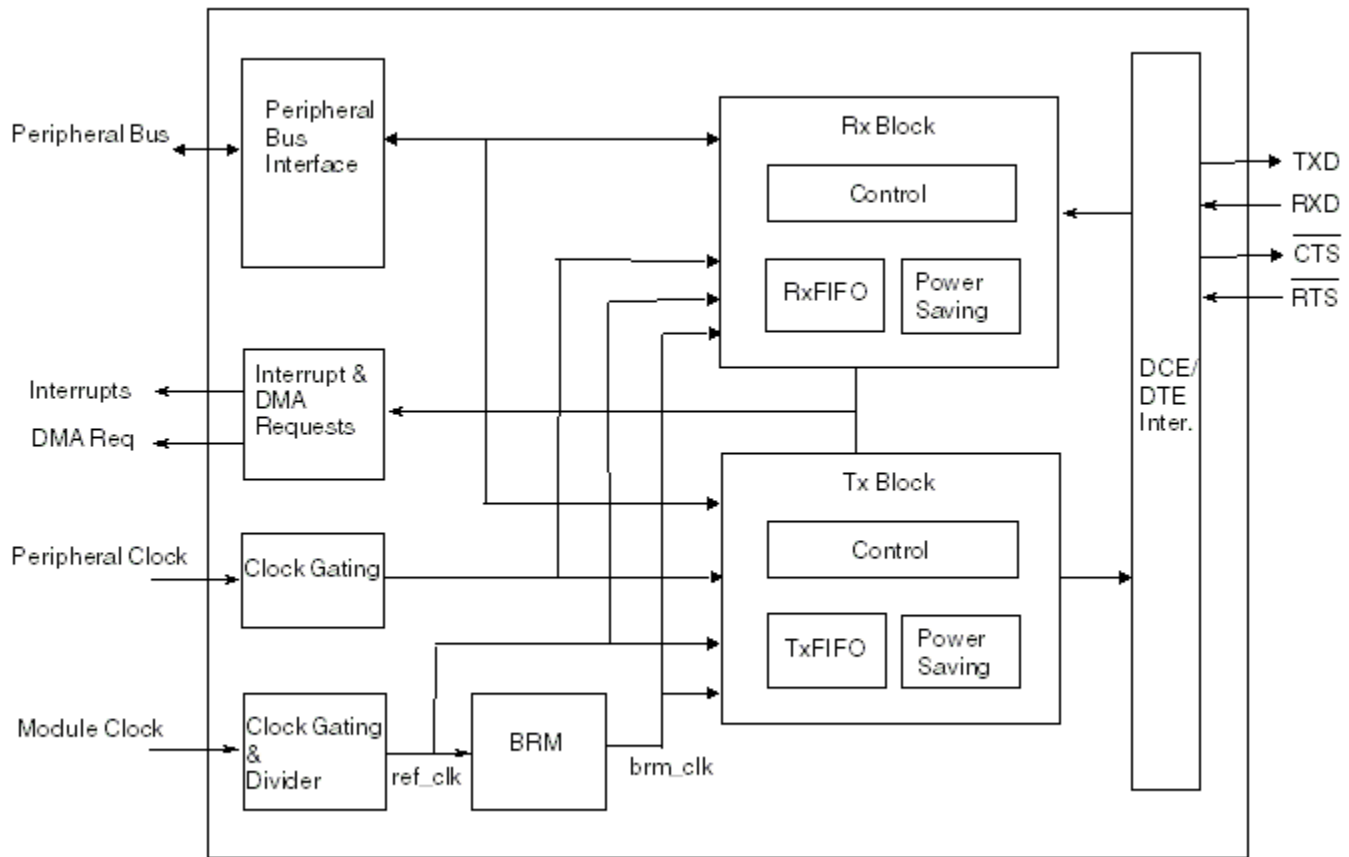 Peripheral Bus
Peripheral
Bus
Interface
Rx Block
Control
RxFIFO
Power
Saving
TXD
RXD
CTS
RTS
DCE/
DTE
Inter.
Interrupts
DMA Req
Interrupt &
DMA
Requests
Tx Block
Control
TxFIFO
Power
Saving
Peripheral Clock
Clock Gating
Module Clock
Clock Gating
&
Divider
ref_clk
BRM
brm_clk